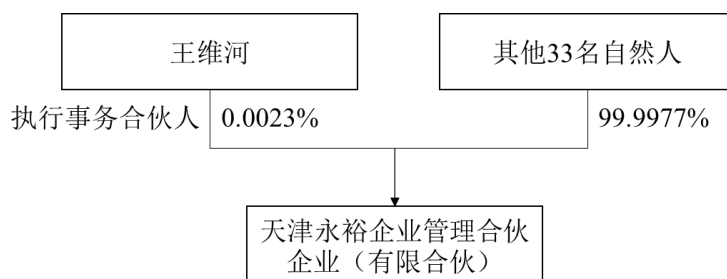 王维河
其他33名自然人
执行事务合伙人
0.0023%
99.9977%
天津永裕企业管理合伙
企业（有限合伙）